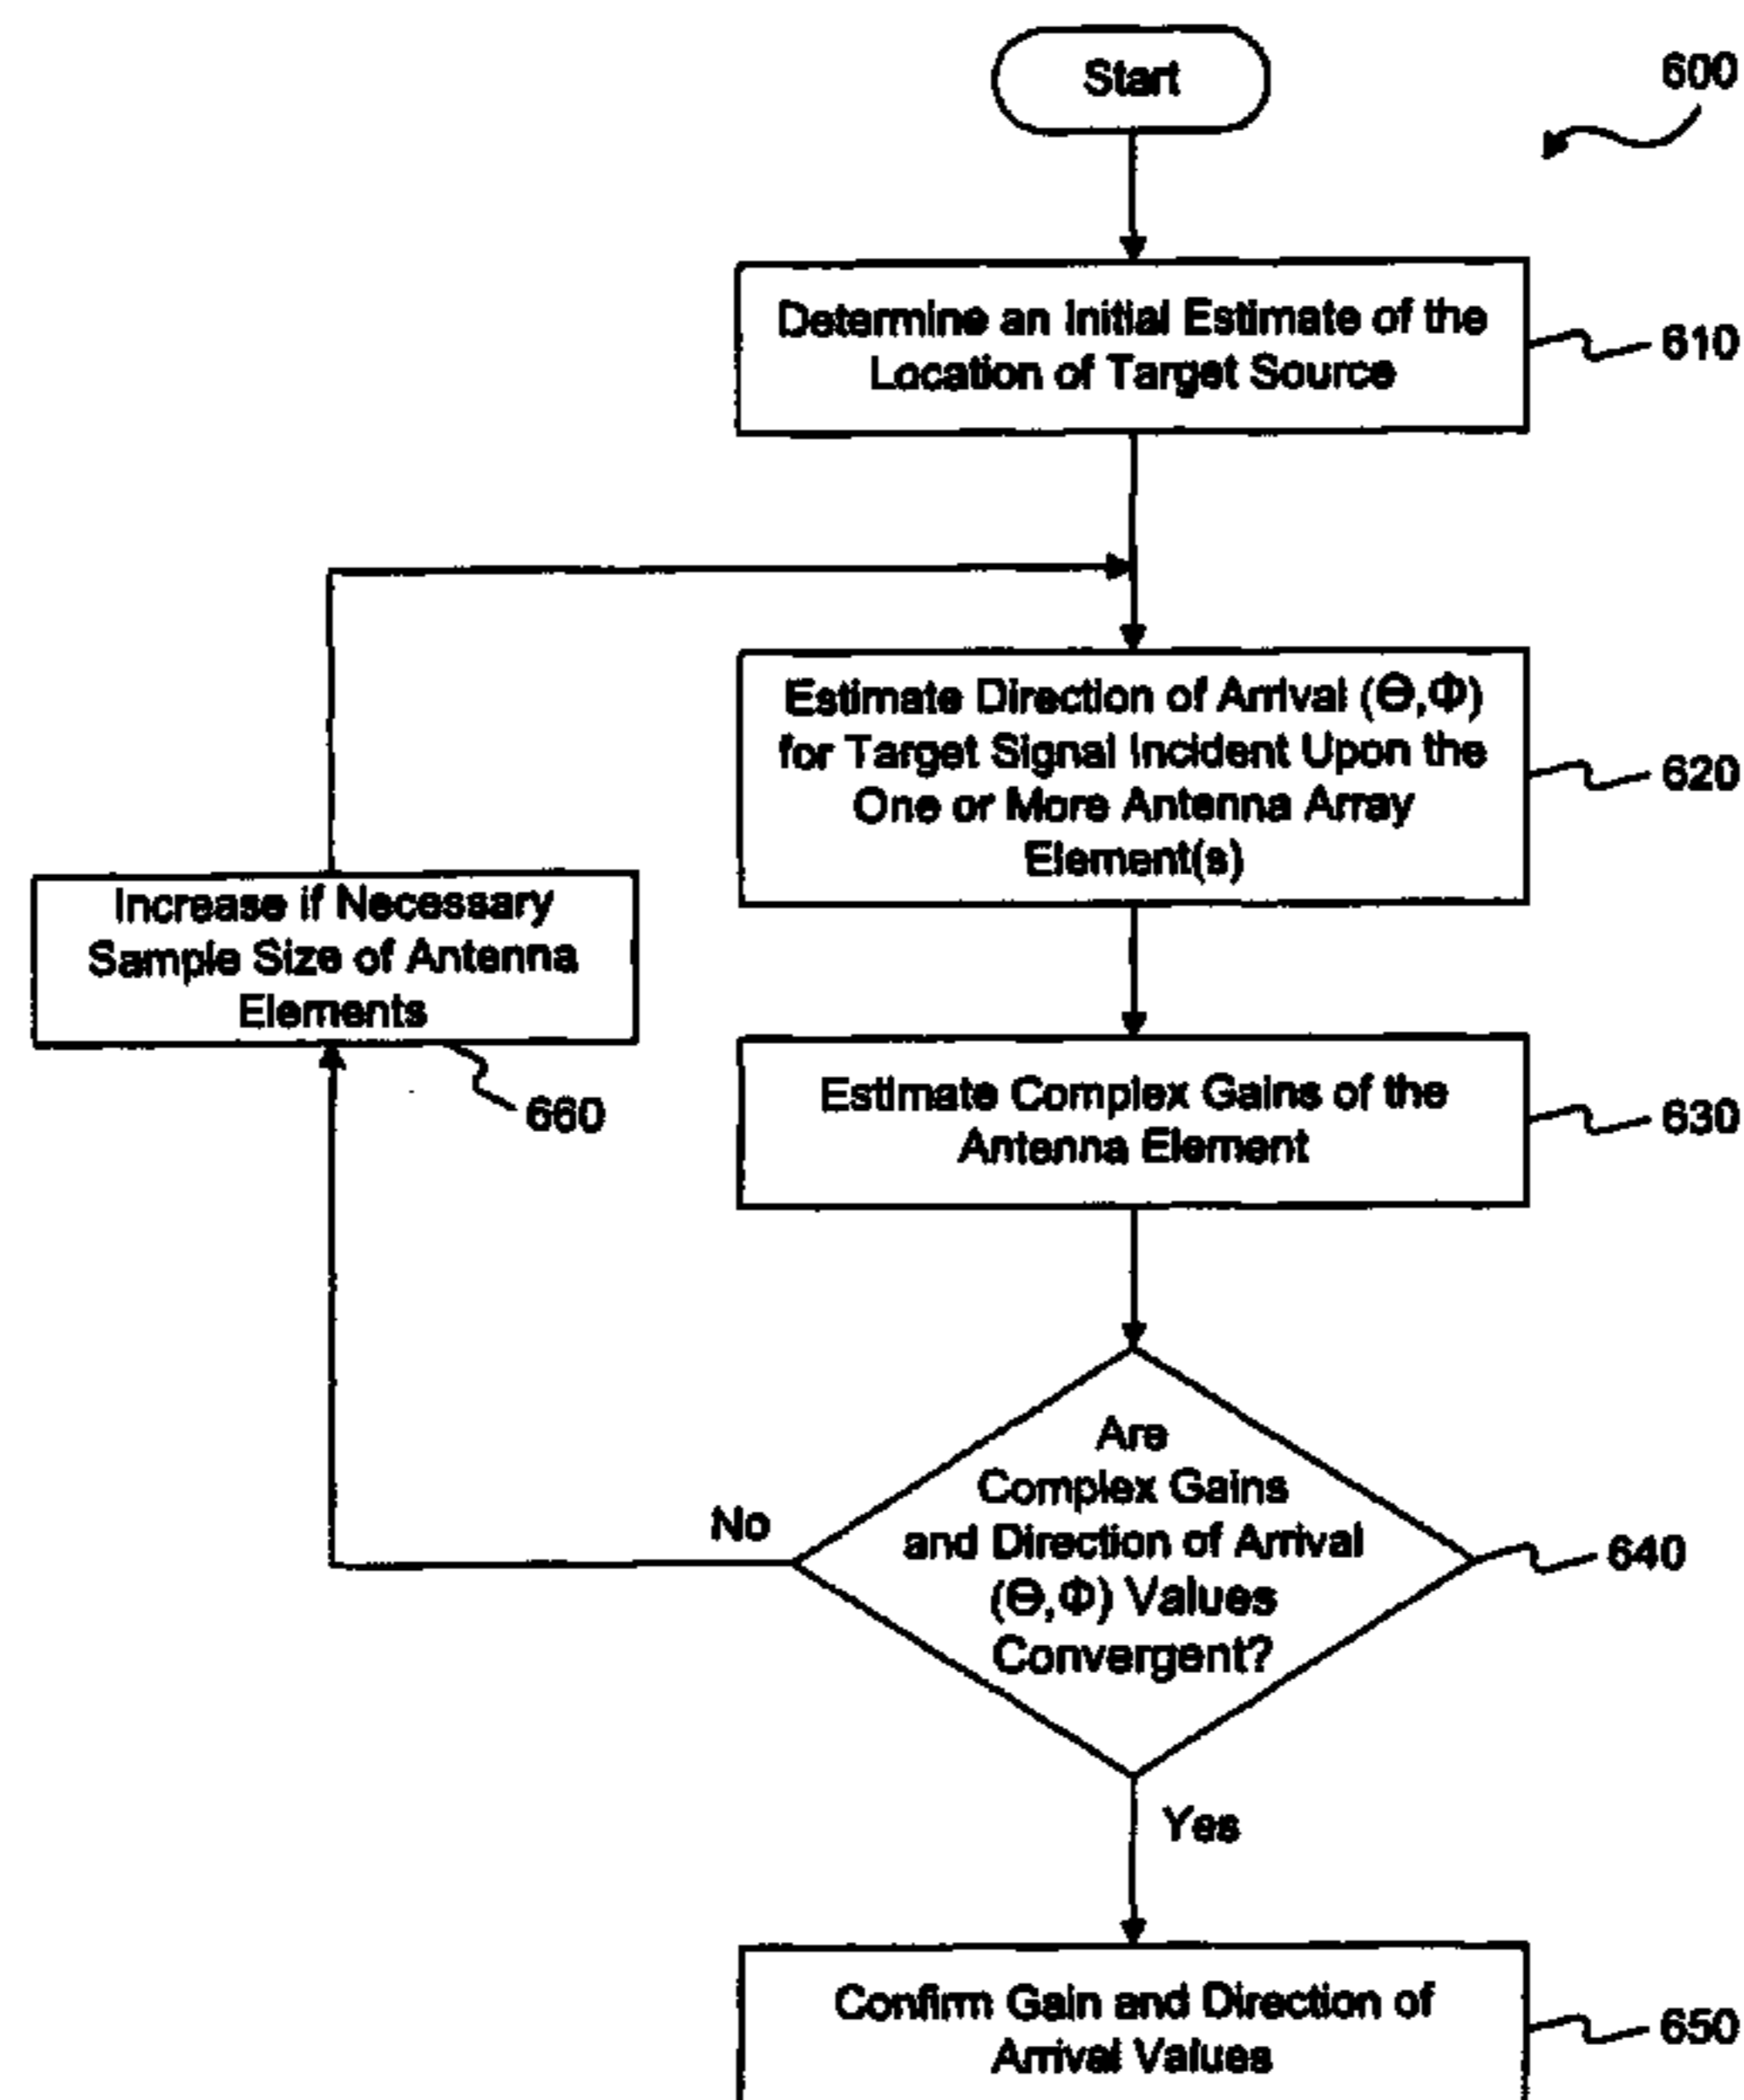 Start
600
Determine an Initial Estimate of the
Location of Target Source
610
Estimate Direction of Arrival (Θ,Φ)
for Target Signal Incident Upon the
One or More Antenna Array
Element(s)
620
Increase if Necessary
Sample Size of Antenna
Elements
660
Estimate Complex Gains of the
Antenna Element
630
Are
Complex Gains
and Direction of Arrival
(Θ,Φ) Values
Convergent?
No
640
Yes
Confirm Gain and Direction of
Arrival Values
650